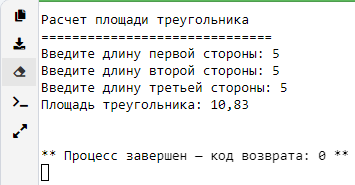 Расчет площади треугольника
==============================
Введите длину первой стороны: 5
Введите длину второй стороны: 5
Введите длину третьей стороны: 5
Площадь треугольника: 10,83
** Процесс завершен – код возврата: 0 **